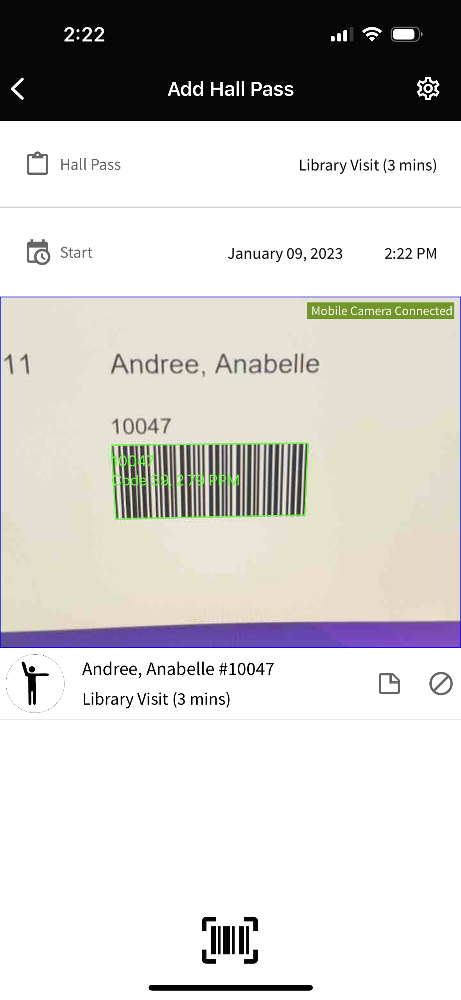 2:22
Add Hall Pass
Hall Pass
Library Visit (3 mins)
Start
January 09, 2023
2:22 PM
Mobile Camera Connected
11
Andree, Anabelle
10047
10047
Code 39, 2.79 PPM
Andree, Anabelle #10047
Library Visit (3 mins)